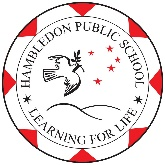 HAMBLEDON PUBLIC SCHOOL
★ LEARNING FOR LIFE ★